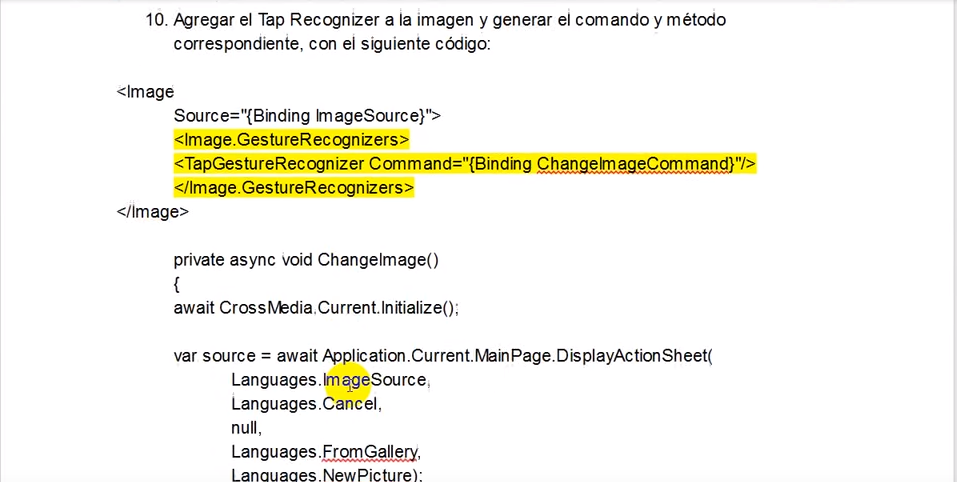 10. Agregar el Tap Recognizer a la imagen y generar el comando y método
correspondiente, con el siguiente código:
<Image
Source="{Binding ImageSource}">
<Image.GestureRecognizers>
<TapGestureRecognizer Command="{Binding ChangeImageCommand}"/>
</Image.GestureRecognizers>
</Image>
private async void ChangeImage()
{
await CrossMedia.Current.Initialize();
var source = await Application.Current.MainPage.DisplayActionSheet(
Languages.ImageSource,
Languages.Cancel,
null,
Languages.FromGallery,
Languages.NewPicture);